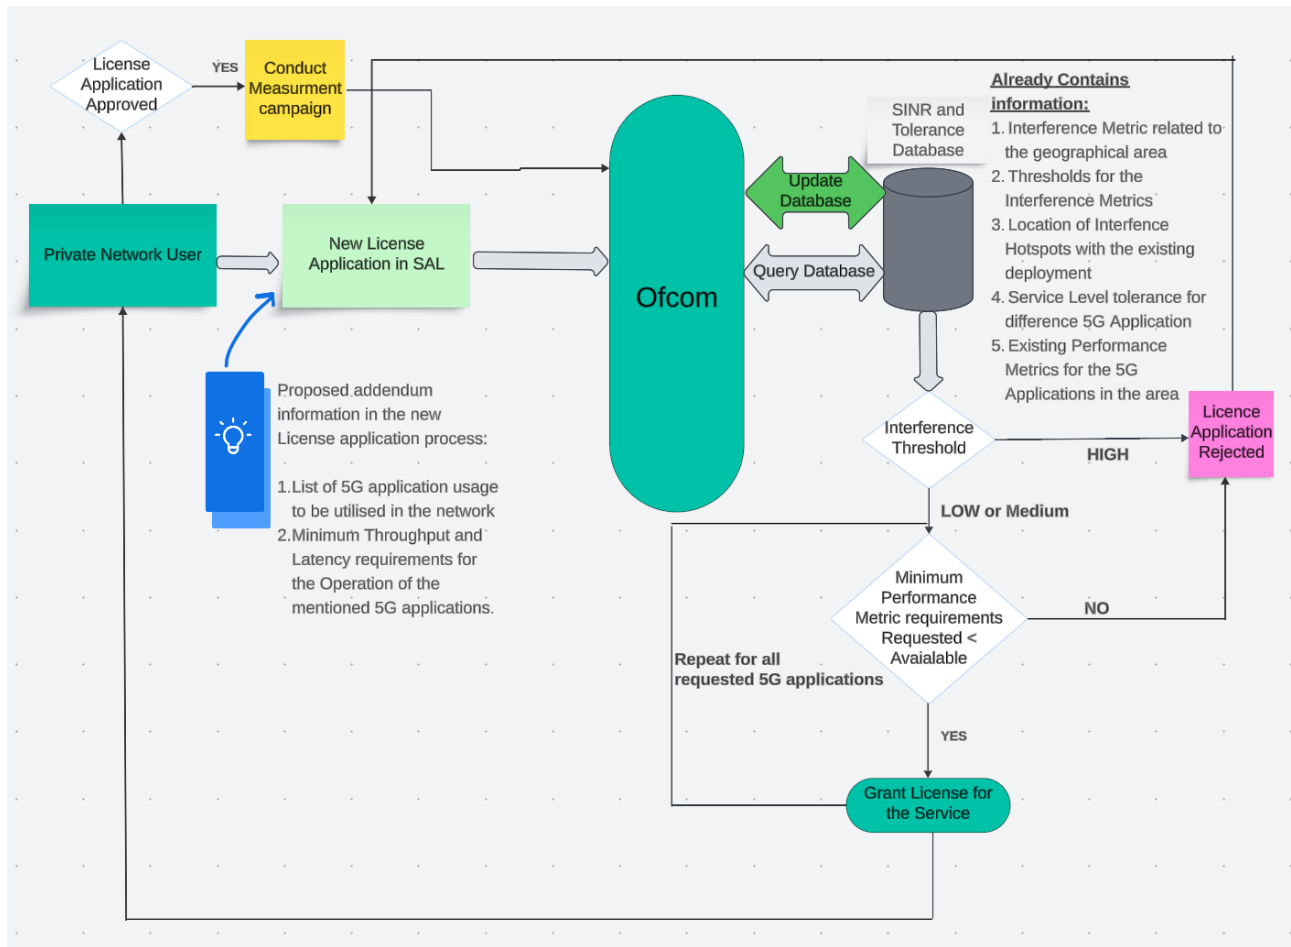 License
Application
Approved
YES
Conduct
Measurment
campaign
SINR and
Tolerance
Database
Already Contains
information:
1. Interference Metric related to
the geographical area
2. Thresholds for the
Interference Metrics
3. Location of Interfence
Hotspots with the existing
deployment
4. Service Level tolerance for
difference 5G Application
5. Existing Performance
Metrics for the 5G
Applications in the area
Private Network User
New License
Application in SAL
Ofcom
Update
Database
Query Database
Proposed addendum
information in the new
License application process:
1. List of 5G application usage
to be utilised in the network
2. Minimum Throughput and
Latency requirements for
the Operation of the
mentioned 5G applications.
Interference
Threshold
HIGH
Licence
Application
Rejected
LOW or Medium
Minimum
Performance
Metric requirements
Requested <
Avaialable
NO
Repeat for all
requested 5G applications
YES
Grant License for
the Service